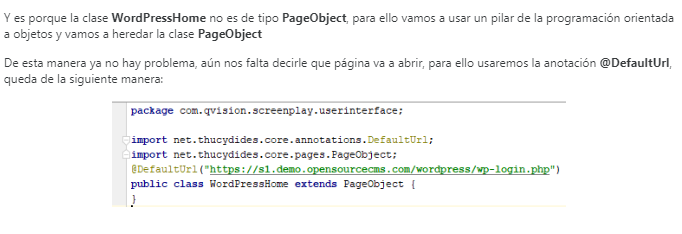 Y es porque la clase WordPressHome no es de tipo PageObject, para ello vamos a usar un pilar de la programación orientada
a objetos y vamos a heredar la clase PageObject
De esta manera ya no hay problema, aún nos falta decirle que página va a abrir, para ello usaremos la anotación @DefaultUrl,
queda de la siguiente manera:
package com.qvision.screenplay.userinterface;
import net.thucydides.core.annotations.DefaultUrl;
import net.thucydides.core.pages.PageObject;
@DefaultUrl("https://s1.demo.opensourcecms.com/wordpress/wp-login.php")
public class WordPressHome extends PageObject {
}